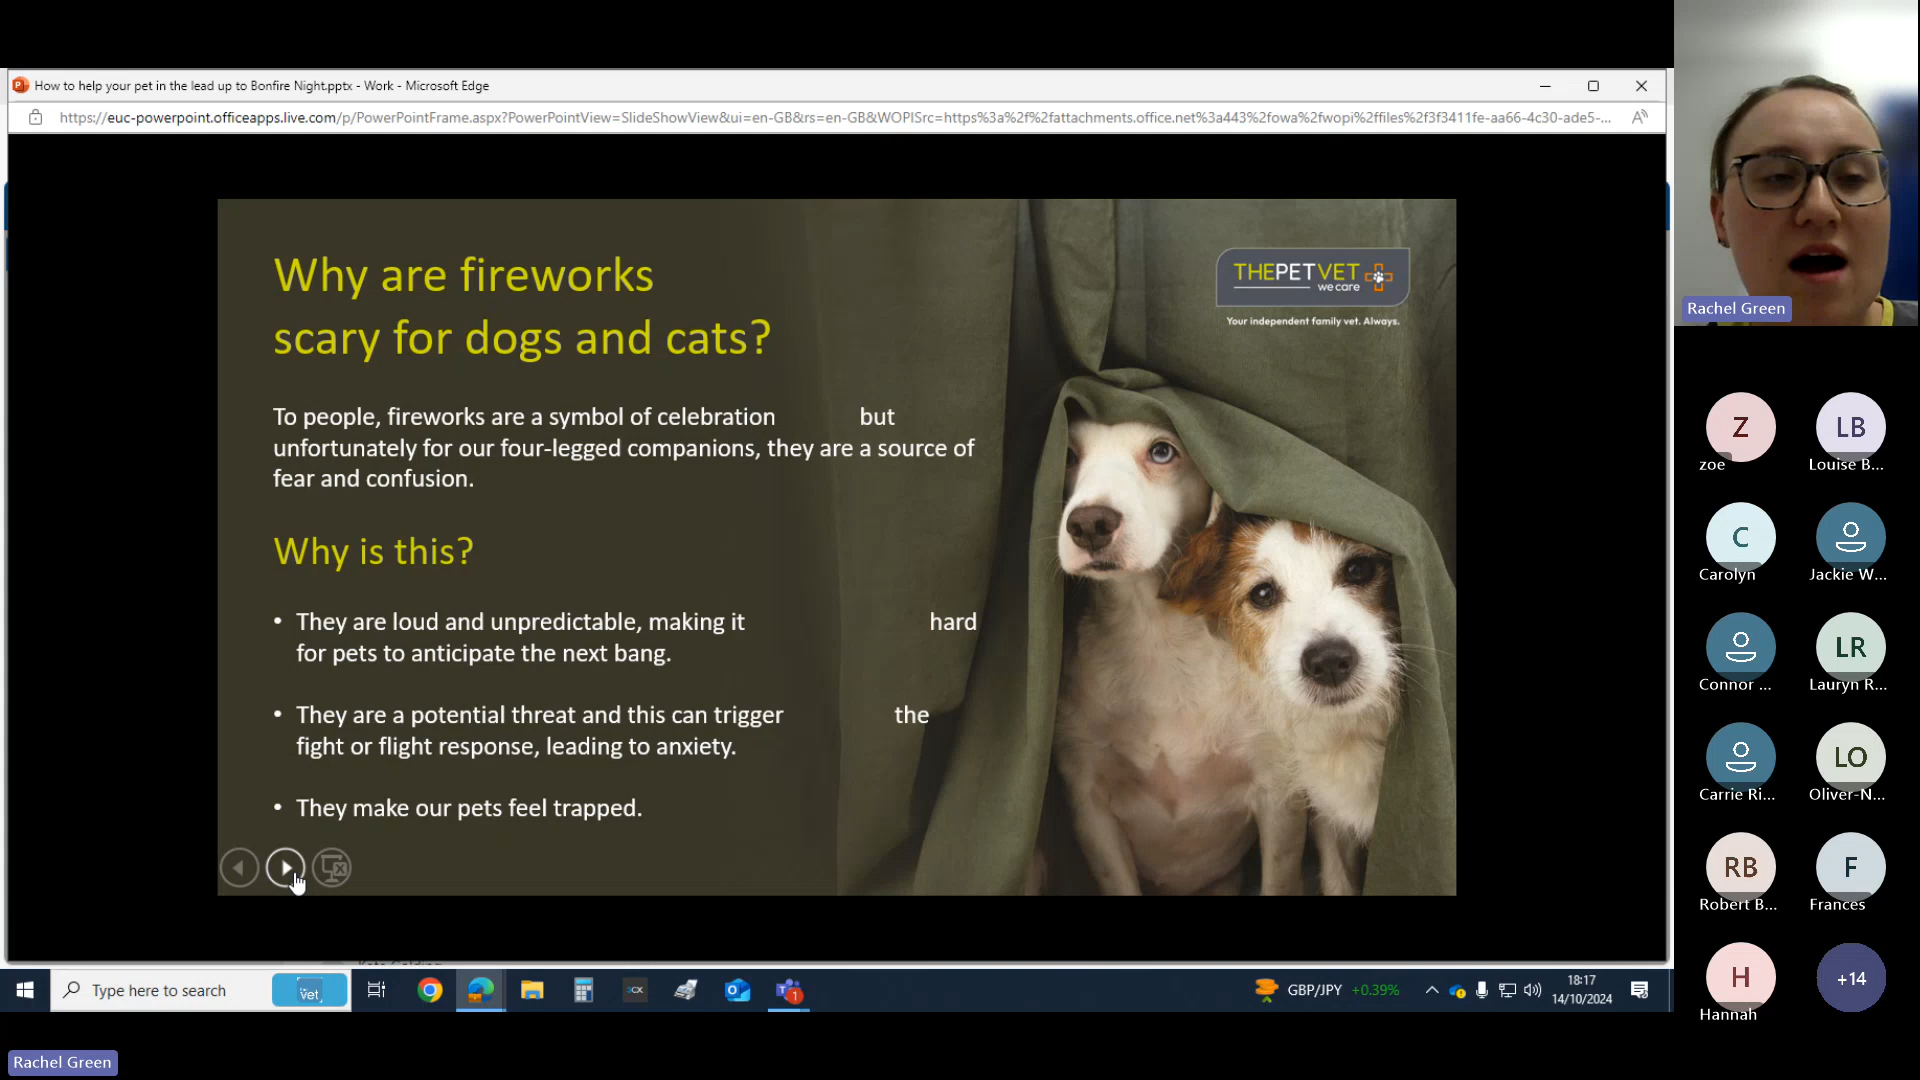 How to help your pet in the lead up to Bonfire Night.pptx - Work - Microsoft Edge
https://euc-powerpoint.officeapps.live.com/p/PowerPointFrame.aspx?PowerPointView=SlideShowView&ui=en-GB&rs=en-GB&WOPISrc=https%3a%2f%2fattachments.office.net%3a443%2fowa%2fwopi%2ffiles%2f3f3411fe-aa66-4c30-ade5-...
Why are fireworks
scary for dogs and cats?
THEPETVET
we care
Your independent family vet. Always.
To people, fireworks are a symbol of celebration but
unfortunately for our four-legged companions, they are a source of
fear and confusion.
Why is this?
• They are loud and unpredictable, making it hard
for pets to anticipate the next bang.
• They are a potential threat and this can trigger the
fight or flight response, leading to anxiety.
• They make our pets feel trapped.
Type here to search
Vet
3CX
1
GBP/JPY +0.39%
18:17
14/10/2024
Rachel Green
Rachel Green
Z
zoe
LB
Louise B...
C
Carolyn
Jackie W...
Connor ...
LR
Lauryn R...
Carrie Ri...
LO
Oliver-N...
RB
Robert B...
F
Frances
H
Hannah
+14